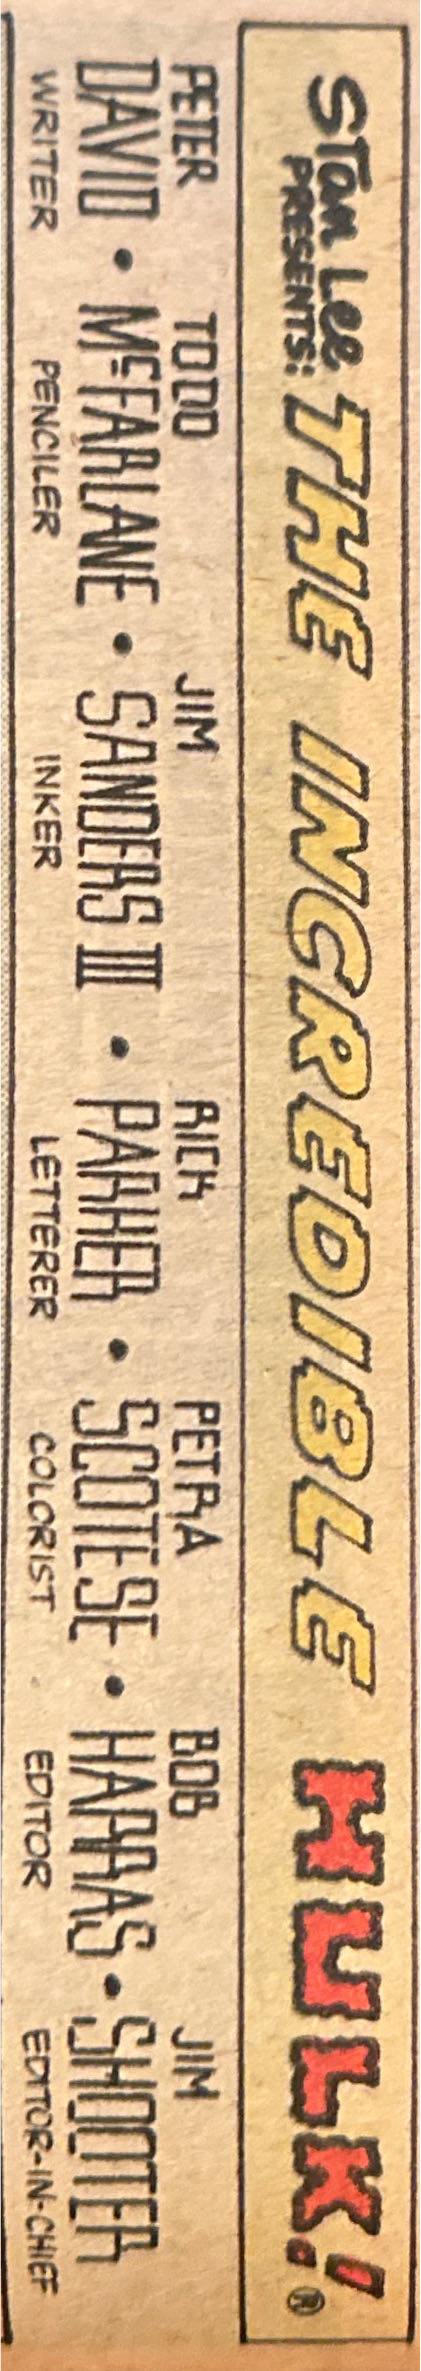 Stan Lee
PRESENTS: THE INCREDIBLE HULK!®
PETER TODD JIM RICK PETRA BOB JIM
DAVID • McFARLANE • SANDERS III • PARKER • SCOTESE • HARRAS • SHOOTER
WRITER PENCILER INKER LETTERER COLORIST EDITOR EDITOR-IN-CHIEF